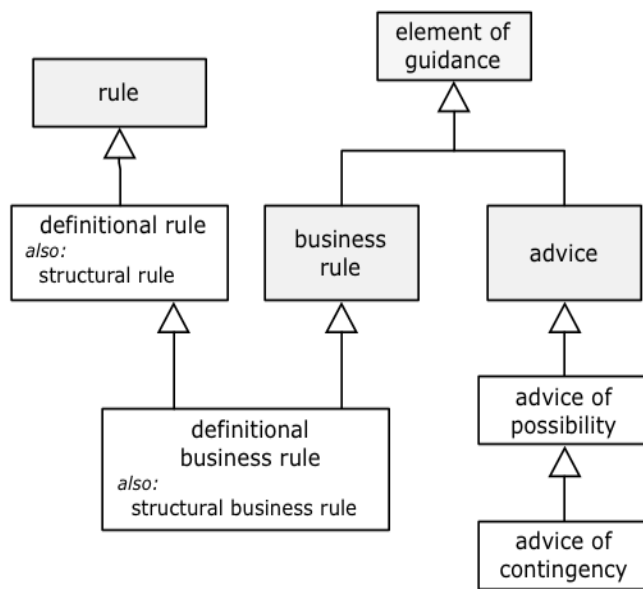 element of
guidance
rule
definitional rule
also:
structural rule
business
rule
advice
advice of
possibility
definitional
business rule
also:
structural business rule
advice of
contingency